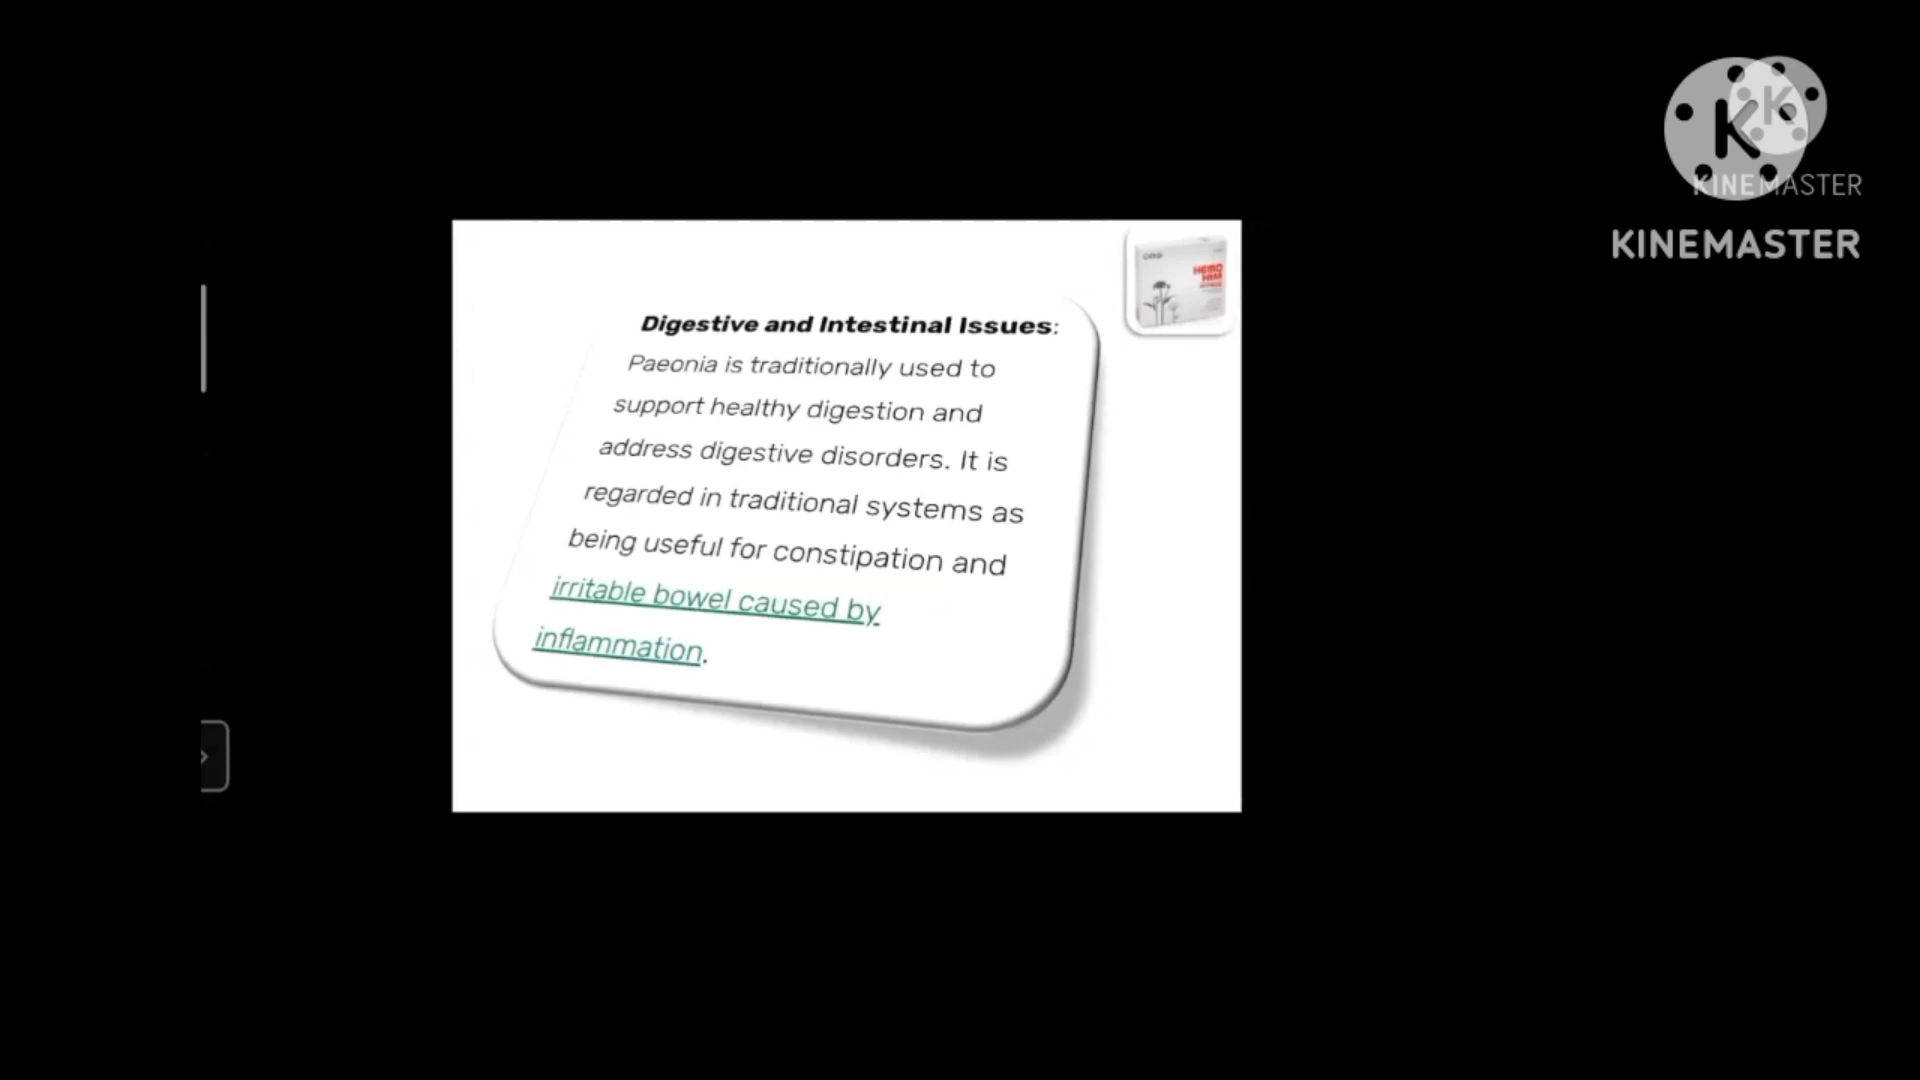 KINEMASTER
KINEMASTER
HEMO
Digestive and Intestinal Issues:
Paeonia is traditionally used to
support healthy digestion and
address digestive disorders. It is
regarded in traditional systems as
being useful for constipation and
irritable bowel caused by
inflammation.